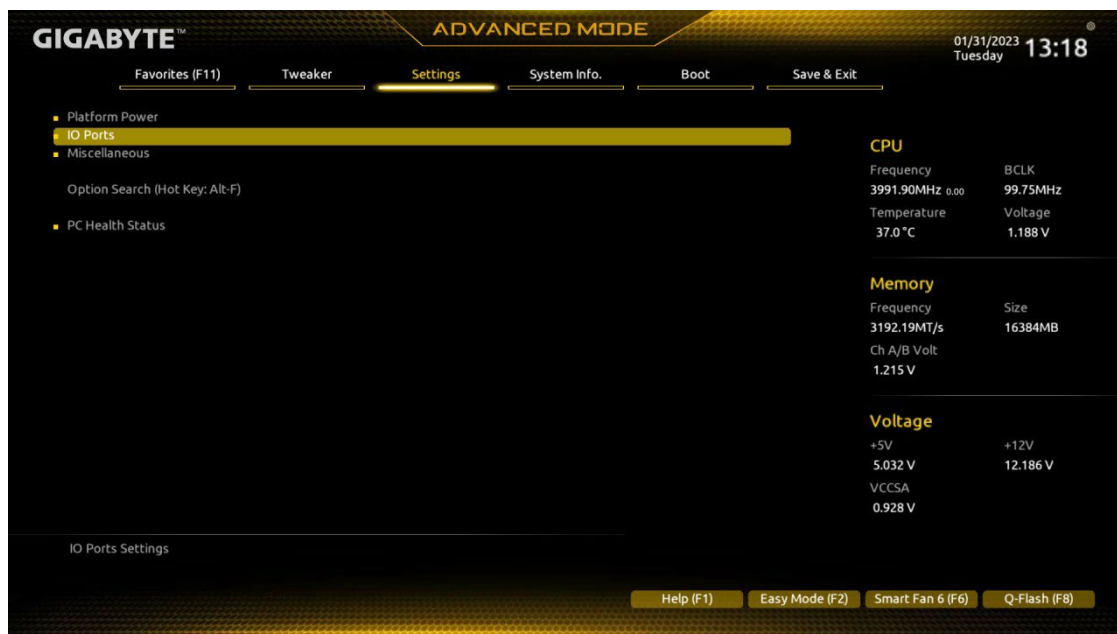 GIGABYTE™
ADVANCED MODE
01/31/2023 13:18
Tuesday
Favorites (F11) Tweaker Settings System Info. Boot Save & Exit
Platform Power
IO Ports
Miscellaneous
Option Search (Hot Key: Alt-F)
PC Health Status
CPU
Frequency BCLK
3991.90MHz 0.00 99.75MHz
Temperature Voltage
37.0 °C 1.188 V
Memory
Frequency Size
3192.19MT/s 16384MB
Ch A/B Volt
1.215 V
Voltage
+5V +12V
5.032 V 12.186 V
VCCSA
0.928 V
IO Ports Settings
Help (F1) Easy Mode (F2) Smart Fan 6 (F6) Q-Flash (F8)